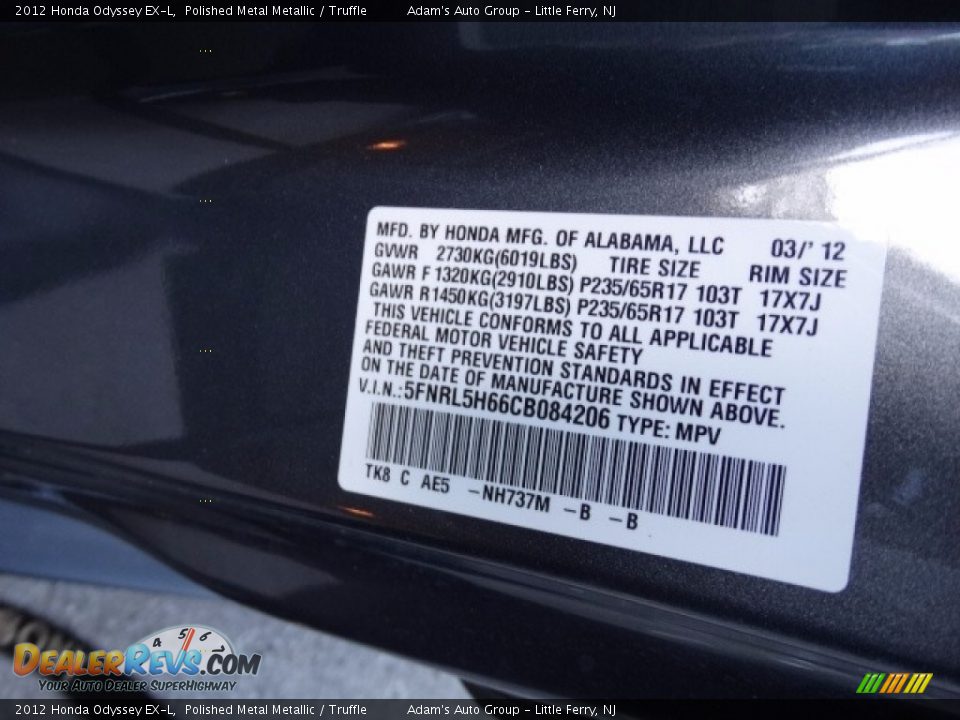 2012 Honda Odyssey EX-L, Polished Metal Metallic / Truffle Adam's Auto Group - Little Ferry, NJ
MFD. BY HONDA MFG. OF ALABAMA, LLC 03/' 12
GVWR 2730KG(6019LBS) TIRE SIZE RIM SIZE
GAWR F 1320KG(2910LBS) P235/65R17 103T 17X7J
GAWR R1450KG(3197LBS) P235/65R17 103T 17X7J
THIS VEHICLE CONFORMS TO ALL APPLICABLE
FEDERAL MOTOR VEHICLE SAFETY
AND THEFT PREVENTION STANDARDS IN EFFECT
ON THE DATE OF MANUFACTURE SHOWN ABOVE.
V.I.N.:5FNRL5H66CB084206 TYPE: MPV
TK8 C AE5 -NH737M -B -B
4 5 6
DEALERREVS.COM
YOUR AUTO DEALER SUPERHIGHWAY
2012 Honda Odyssey EX-L, Polished Metal Metallic / Truffle Adam's Auto Group - Little Ferry, NJ